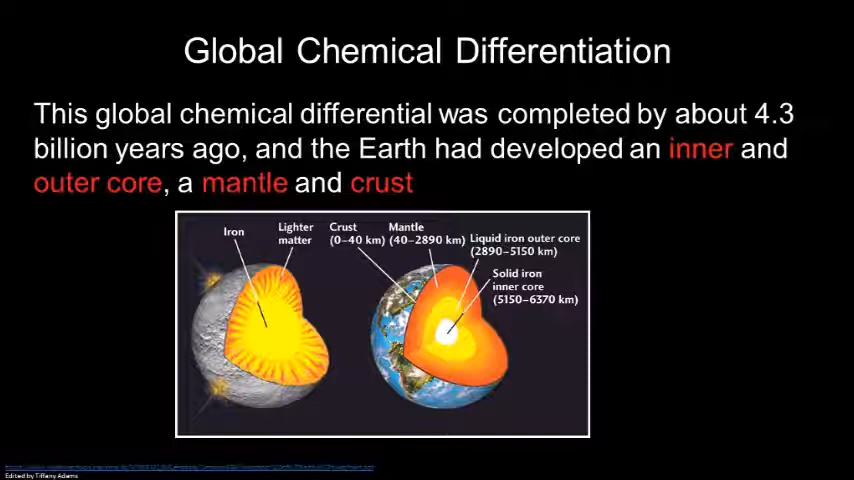 Global Chemical Differentiation
This global chemical differential was completed by about 4.3
billion years ago, and the Earth had developed an inner and
outer core, a mantle and crust
Iron
Lighter
matter
Crust
(0–40 km)
Mantle
(40–2890 km)
Liquid iron outer core
(2890–5150 km)
Solid iron
inner core
(5150–6370 km)
Edited by Tiffany Adams